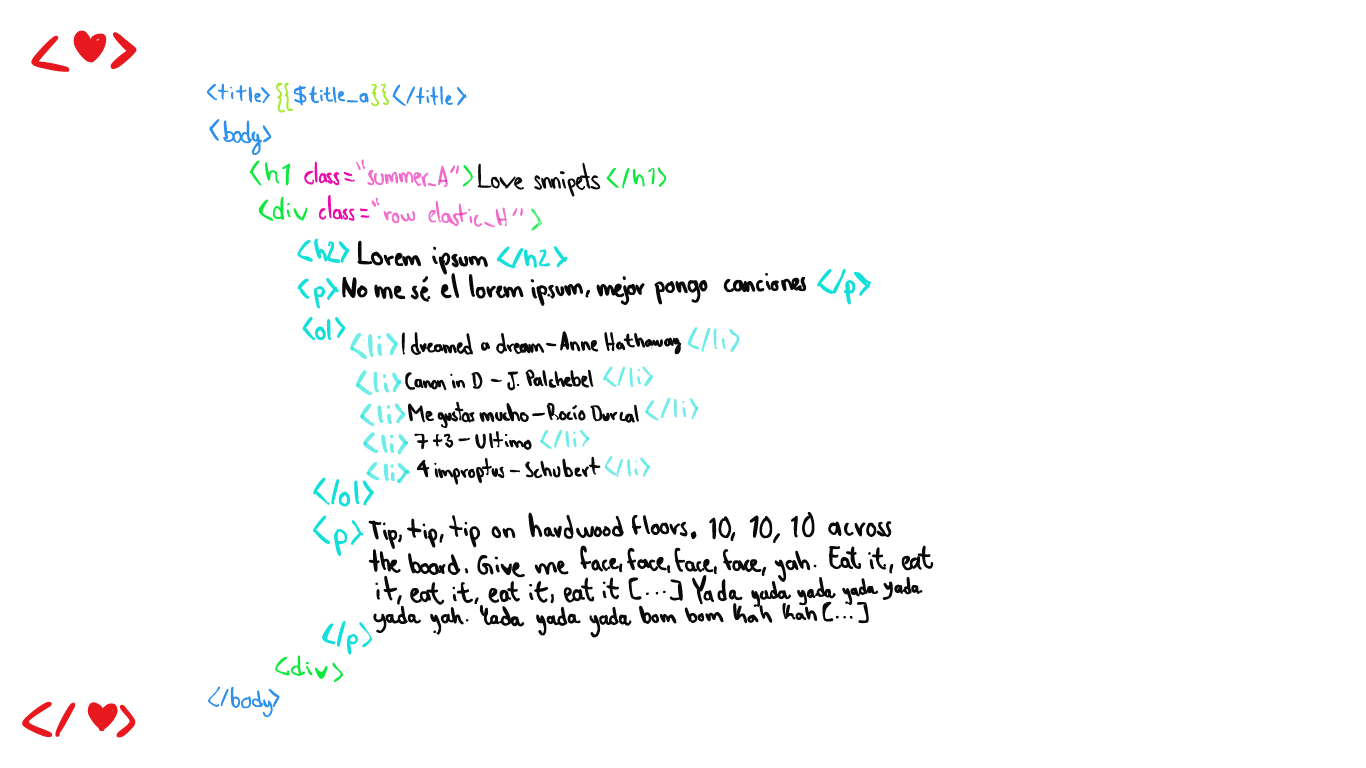 <♥>
<title>{{$title_a}}</title>
<body>
<h1 class="summer_A">Love snnipets</h1>
<div class="row elastic_H">
<h2>Lorem ipsum</h2>
<p>No me sé el lorem ipsum, mejor pongo canciones</p>
<ol>
<li>I dreamed a dream-Anne Hathaway</li>
<li>Canon in D - J. Palchebel</li>
<li>Me gustas mucho-Rocío Durcal</li>
<li>7+3-Ultimo</li>
<li>4 improptus-Schubert</li>
</ol>
<p>Tip, tip, tip on hardwood floors. 10, 10, 10 across
the board. Give me face, face, face, face, yah. Eat it, eat
it, eat it, eat it, eat it [...] Yada yada yada yada yada
yada yah. Yada yada yada bom bom kah kah [...]
</p>
<div>
</body>
</♥>